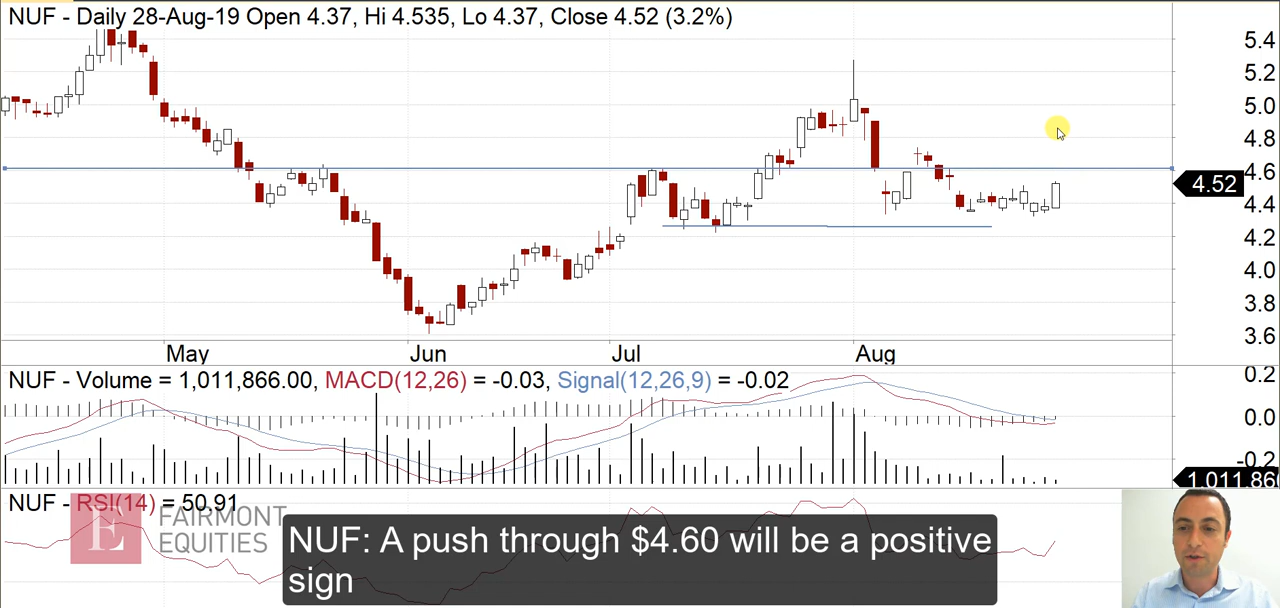 NUF - Daily 28-Aug-19 Open 4.37, Hi 4.535, Lo 4.37, Close 4.52 (3.2%)
5.4
5.2
5.0
4.8
4.6
4.52
4.4
4.2
4.0
3.8
3.6
May
Jun
Jul
Aug
NUF - Volume = 1,011,866.00, MACD(12,26) = -0.03, Signal(12,26,9) = -0.02
0.2
0.0
-0.2
1,011,866
NUF - RSI(14) = 50.91
FAIRMONT
EQUITIES
NUF: A push through $4.60 will be a positive
sign